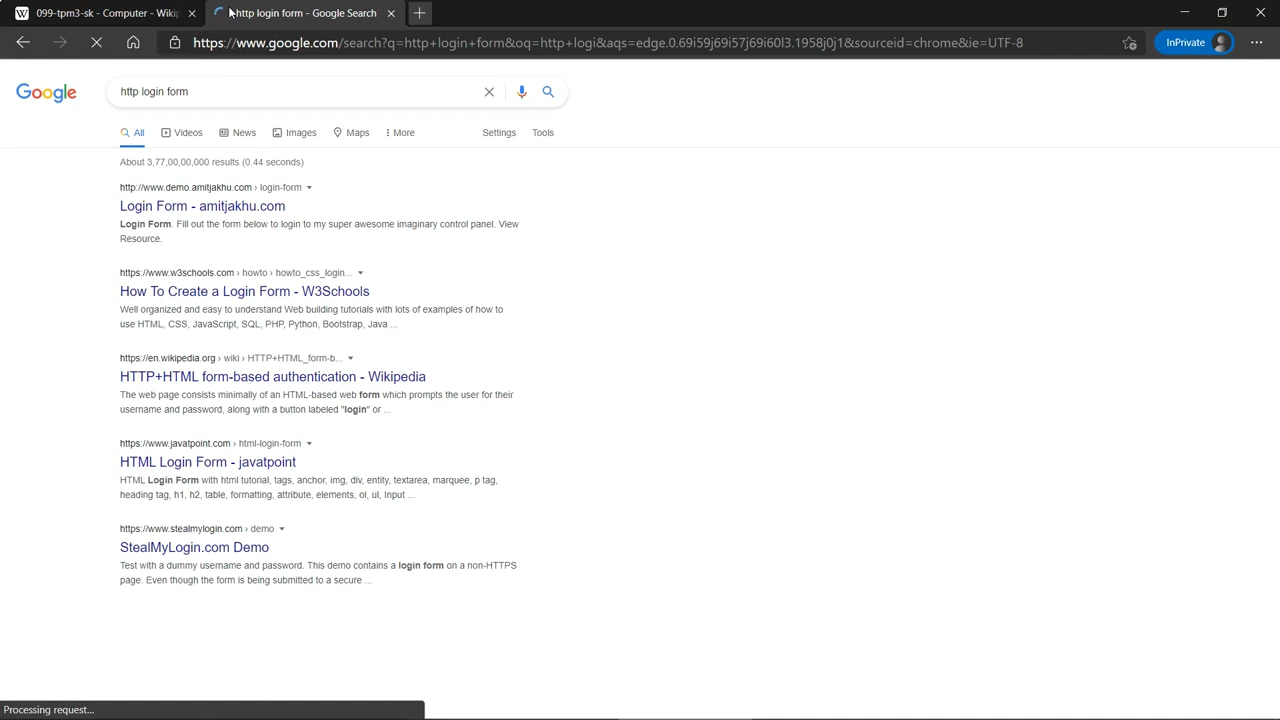 W 099-tpm3-sk - Computer - Wikip
http login form - Google Search
https://www.google.com/search?q=http+login+form&oq=http+logi&aqs=edge.0.69i59j69i57j69i60l3.1958j0j1&sourceid=chrome&ie=UTF-8
InPrivate
Google
http login form
All
Videos
News
Images
Maps
More
Settings
Tools
About 3,77,00,00,000 results (0.44 seconds)
http://www.demo.amitjakhu.com › login-form
Login Form - amitjakhu.com
Login Form. Fill out the form below to login to my super awesome imaginary control panel. View
Resource.
https://www.w3schools.com › howto › howto_css_login...
How To Create a Login Form - W3Schools
Well organized and easy to understand Web building tutorials with lots of examples of how to
use HTML, CSS, JavaScript, SQL, PHP, Python, Bootstrap, Java ...
https://en.wikipedia.org › wiki › HTTP+HTML_form-b...
HTTP+HTML form-based authentication - Wikipedia
The web page consists minimally of an HTML-based web form which prompts the user for their
username and password, along with a button labeled "login" or ...
https://www.javatpoint.com › html-login-form
HTML Login Form - javatpoint
HTML Login Form with html tutorial, tags, anchor, img, div, entity, textarea, marquee, p tag,
heading tag, h1, h2, table, formatting, attribute, elements, ol, ul, Input ...
https://www.stealmylogin.com › demo
StealMyLogin.com Demo
Test with a dummy username and password. This demo contains a login form on a non-HTTPS
page. Even though the form is being submitted to a secure ...
Processing request...